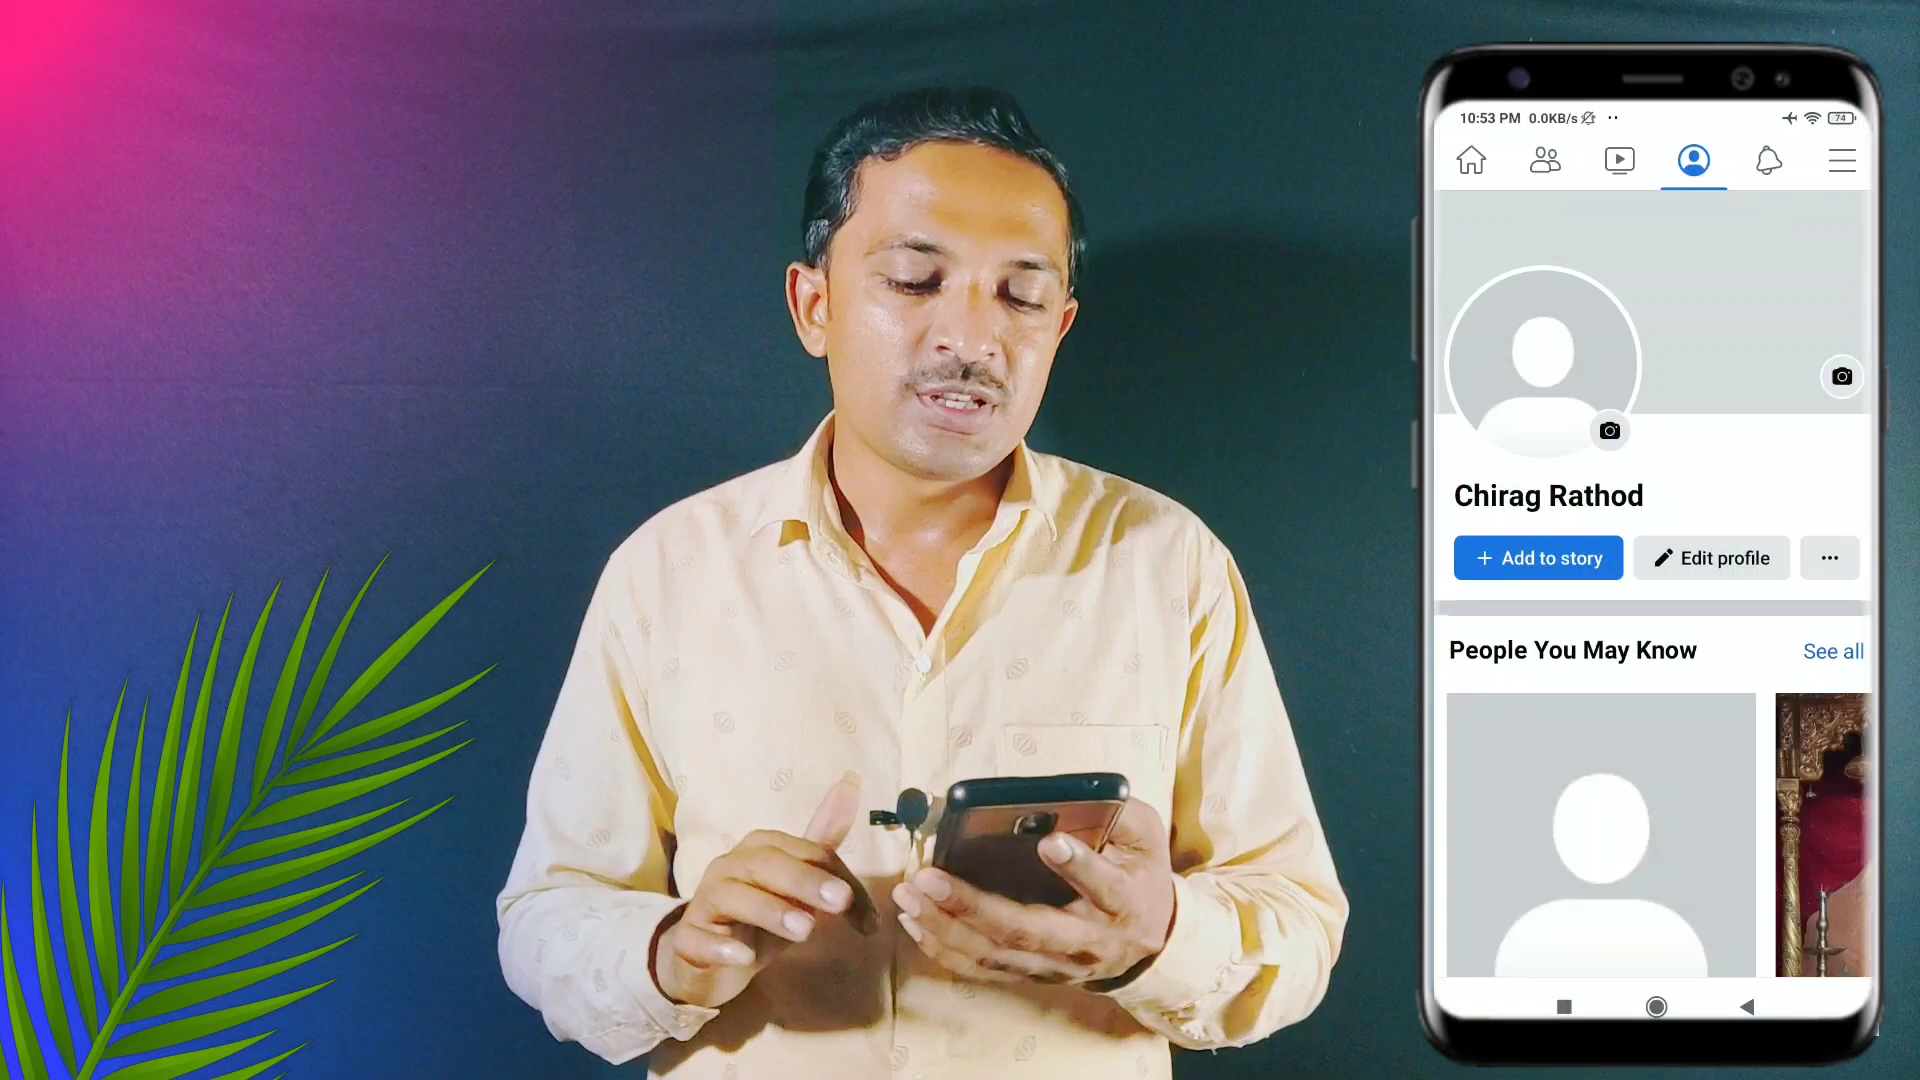 10:53 PM 0.0KB/s
74
Chirag Rathod
+ Add to story
Edit profile
People You May Know
See all